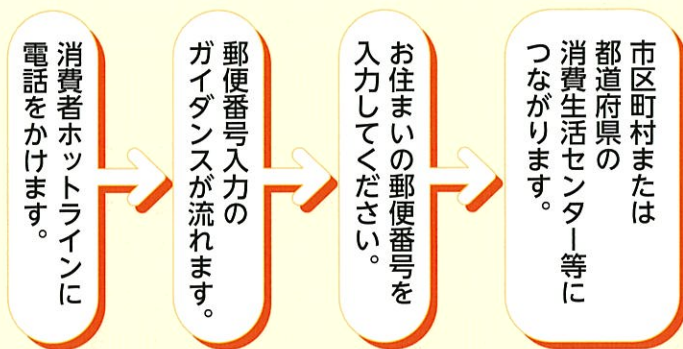 消費者ホットラインに
電話をかけます。
郵便番号入力の
ガイダンスが流れます。
お住まいの郵便番号を
入力してください。
市区町村または
都道府県の
消費生活センター等に
つながります。